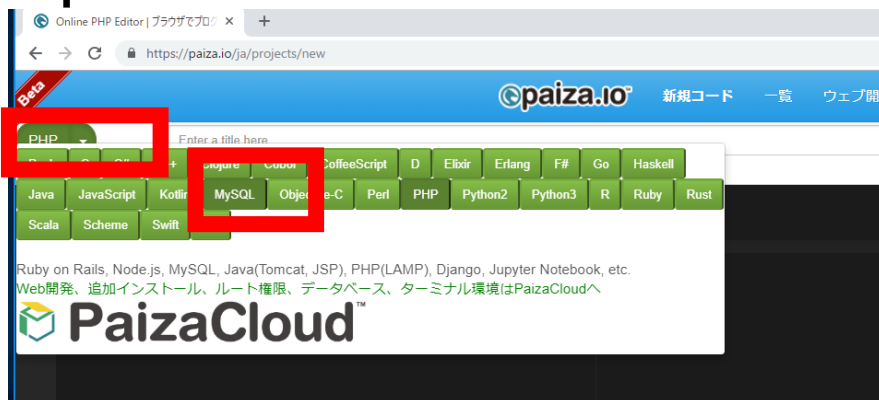 Online PHP Editor | ブラウザでプログ
https://paiza.io/ja/projects/new
Beta
paiza.IO 新規コード 一覧 ウェブ開
PHP Enter a title here
Clojure Cobol CoffeeScript D Elixir Erlang F# Go Haskell
Java JavaScript Kotlin MySQL Objective-C Perl PHP Python2 Python3 R Ruby Rust
Scala Scheme Swift
Ruby on Rails, Node.js, MySQL, Java(Tomcat, JSP), PHP(LAMP), Django, Jupyter Notebook, etc.
Web開発、追加インストール、ルート権限、データベース、ターミナル環境はPaizaCloudへ
PaizaCloud™